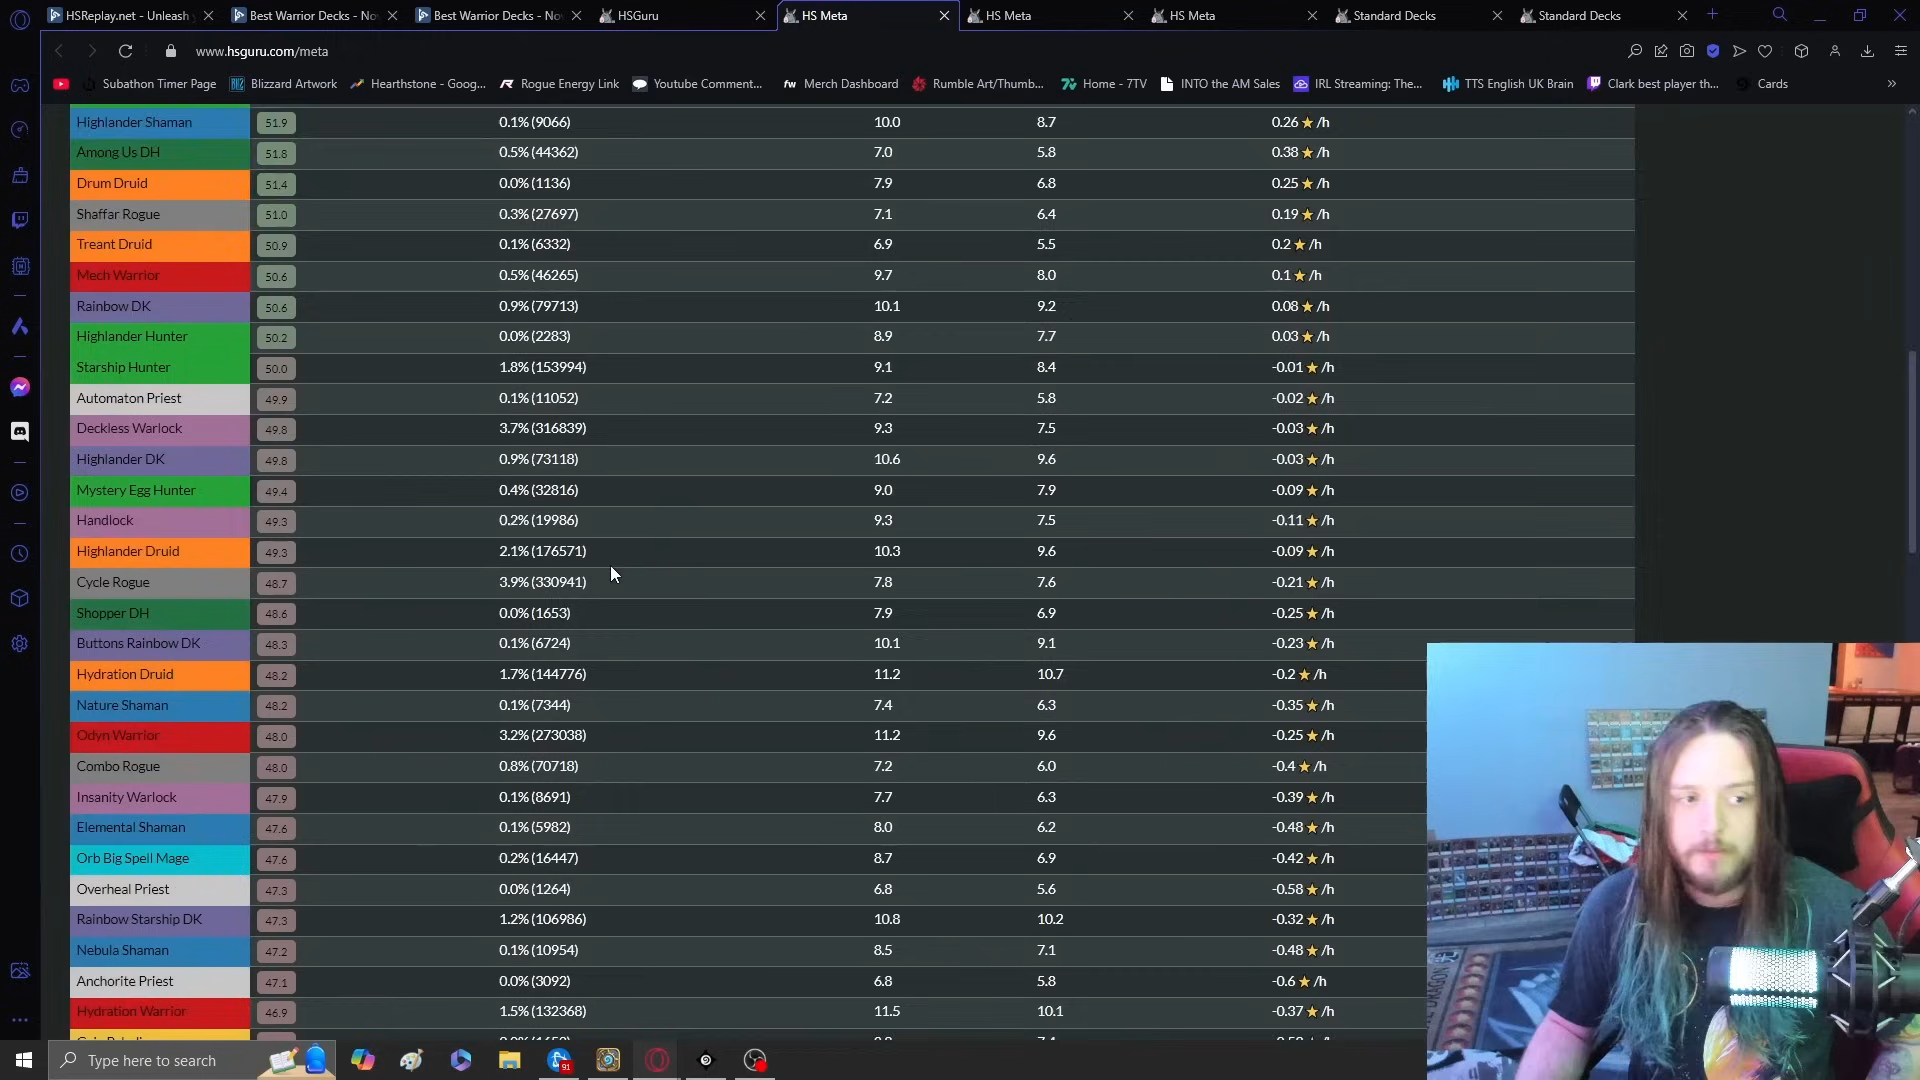 HSReplay.net - Unleash
Best Warrior Decks - No
Best Warrior Decks - No
HSGuru
HS Meta
HS Meta
HS Meta
Standard Decks
Standard Decks
www.hsguru.com/meta
Subathon Timer Page
Blizzard Artwork
Hearthstone - Goog...
Rogue Energy Link
Youtube Comment...
fw Merch Dashboard
Rumble Art/Thumb...
Home - 7TV
INTO the AM Sales
IRL Streaming: The...
TTS English UK Brain
Clark best player th...
Cards
»
Highlander Shaman 51.9 0.1% (9066) 10.0 8.7 0.26 ★ /h
Among Us DH 51.8 0.5% (44362) 7.0 5.8 0.38 ★ /h
Drum Druid 51.4 0.0% (1136) 7.9 6.8 0.25 ★ /h
Shaffar Rogue 51.0 0.3% (27697) 7.1 6.4 0.19 ★ /h
Treant Druid 50.9 0.1% (6332) 6.9 5.5 0.2 ★ /h
Mech Warrior 50.6 0.5% (46265) 9.7 8.0 0.1 ★ /h
Rainbow DK 50.6 0.9% (79713) 10.1 9.2 0.08 ★ /h
Highlander Hunter 50.2 0.0% (2283) 8.9 7.7 0.03 ★ /h
Starship Hunter 50.0 1.8% (153994) 9.1 8.4 -0.01 ★ /h
Automaton Priest 49.9 0.1% (11052) 7.2 5.8 -0.02 ★ /h
Deckless Warlock 49.8 3.7% (316839) 9.3 7.5 -0.03 ★ /h
Highlander DK 49.8 0.9% (73118) 10.6 9.6 -0.03 ★ /h
Mystery Egg Hunter 49.4 0.4% (32816) 9.0 7.9 -0.09 ★ /h
Handlock 49.3 0.2% (19986) 9.3 7.5 -0.11 ★ /h
Highlander Druid 49.3 2.1% (176571) 10.3 9.6 -0.09 ★ /h
Cycle Rogue 48.7 3.9% (330941) 7.8 7.6 -0.21 ★ /h
Shopper DH 48.6 0.0% (1653) 7.9 6.9 -0.25 ★ /h
Buttons Rainbow DK 48.3 0.1% (6724) 10.1 9.1 -0.23 ★ /h
Hydration Druid 48.2 1.7% (144776) 11.2 10.7 -0.2 ★ /h
Nature Shaman 48.2 0.1% (7344) 7.4 6.3 -0.35 ★ /h
Odyn Warrior 48.0 3.2% (273038) 11.2 9.6 -0.25 ★ /h
Combo Rogue 48.0 0.8% (70718) 7.2 6.0 -0.4 ★ /h
Insanity Warlock 47.9 0.1% (8691) 7.7 6.3 -0.39 ★ /h
Elemental Shaman 47.6 0.1% (5982) 8.0 6.2 -0.48 ★ /h
Orb Big Spell Mage 47.6 0.2% (16447) 8.7 6.9 -0.42 ★ /h
Overheal Priest 47.3 0.0% (1264) 6.8 5.6 -0.58 ★ /h
Rainbow Starship DK 47.3 1.2% (106986) 10.8 10.2 -0.32 ★ /h
Nebula Shaman 47.2 0.1% (10954) 8.5 7.1 -0.48 ★ /h
Anchorite Priest 47.1 0.0% (3092) 6.8 5.8 -0.6 ★ /h
Hydration Warrior 46.9 1.5% (132368) 11.5 10.1 -0.37 ★ /h
Type here to search
91